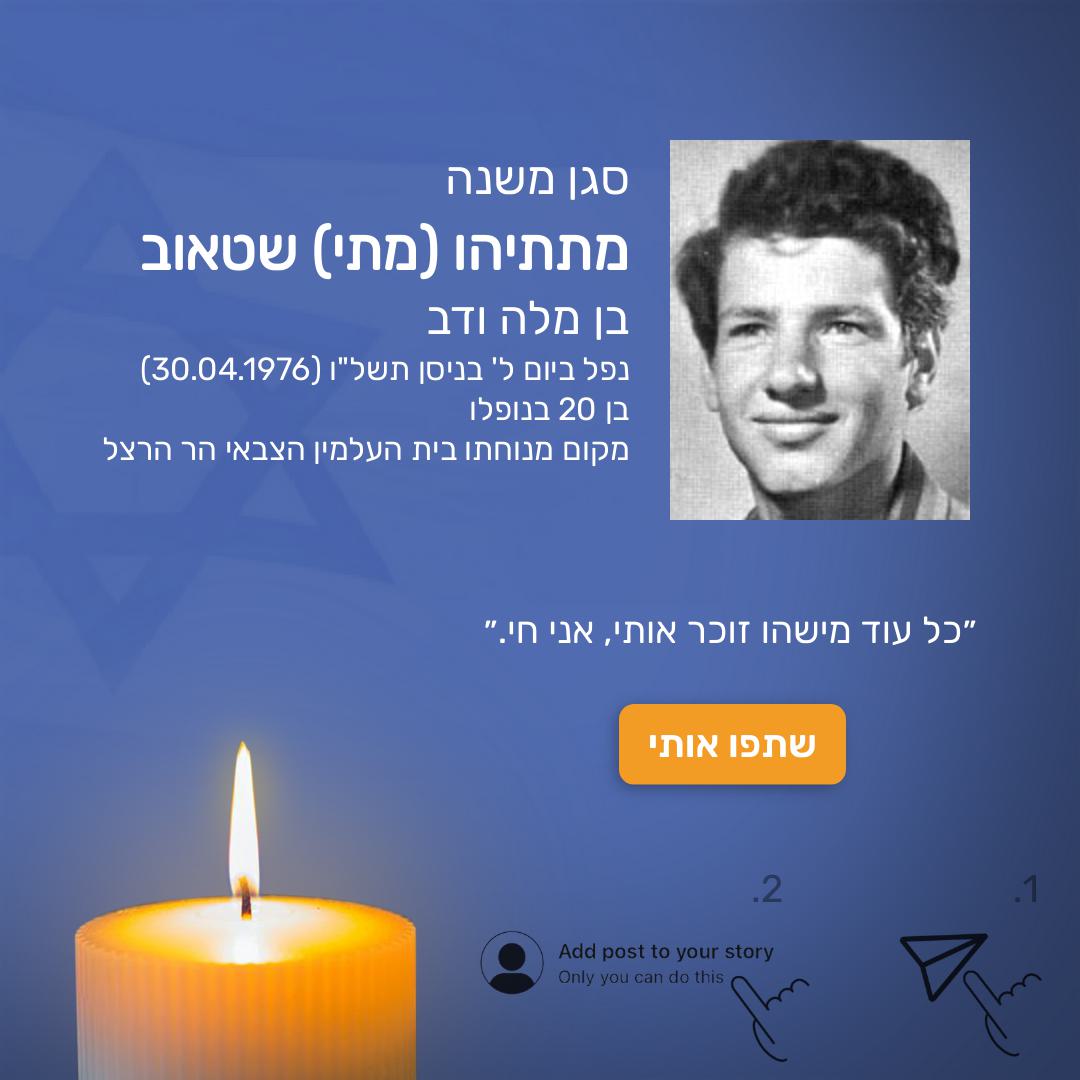 סגן משנה
מתתיהו (מתי) שטאוב
בן מלה ודב
נפל ביום ל' בניסן תשל"ו (30.04.1976)
בן 20 בנופלו
מקום מנוחתו בית העלמין הצבאי הר הרצל
״כל עוד מישהו זוכר אותי, אני חי.״
שתפו אותי
1.
2.
Add post to your story
Only you can do this